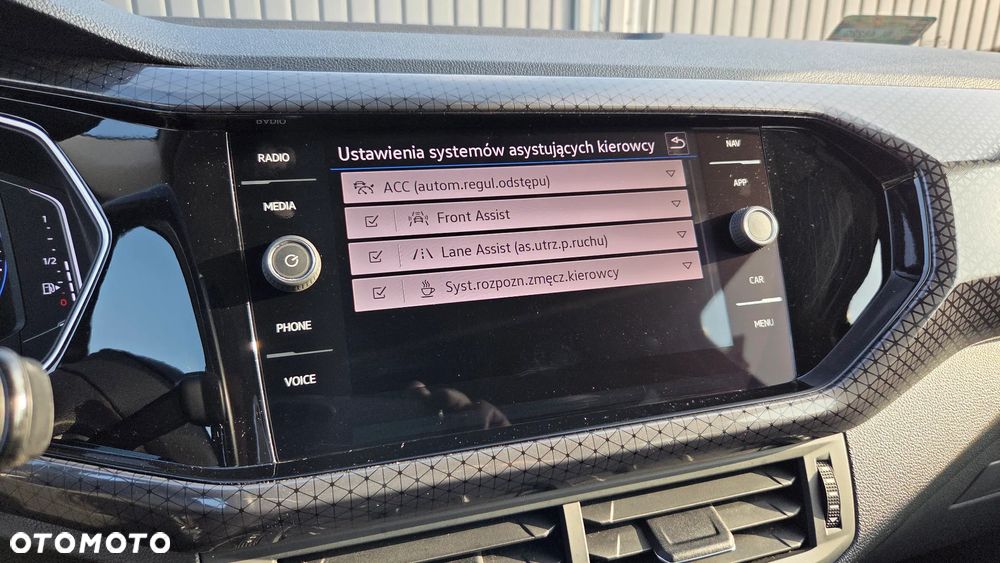 RADIO
Ustawienia systemów asystujących kierowcy
NAV
RADIO
ACC (autom.regul.odstępu)
APP
MEDIA
Front Assist
Lane Assist (as.utrz.p.ruchu)
Syst.rozpozn.zmęcz.kierowcy
CAR
PHONE
MENU
VOICE
1
1/2
0
OTOMOTO